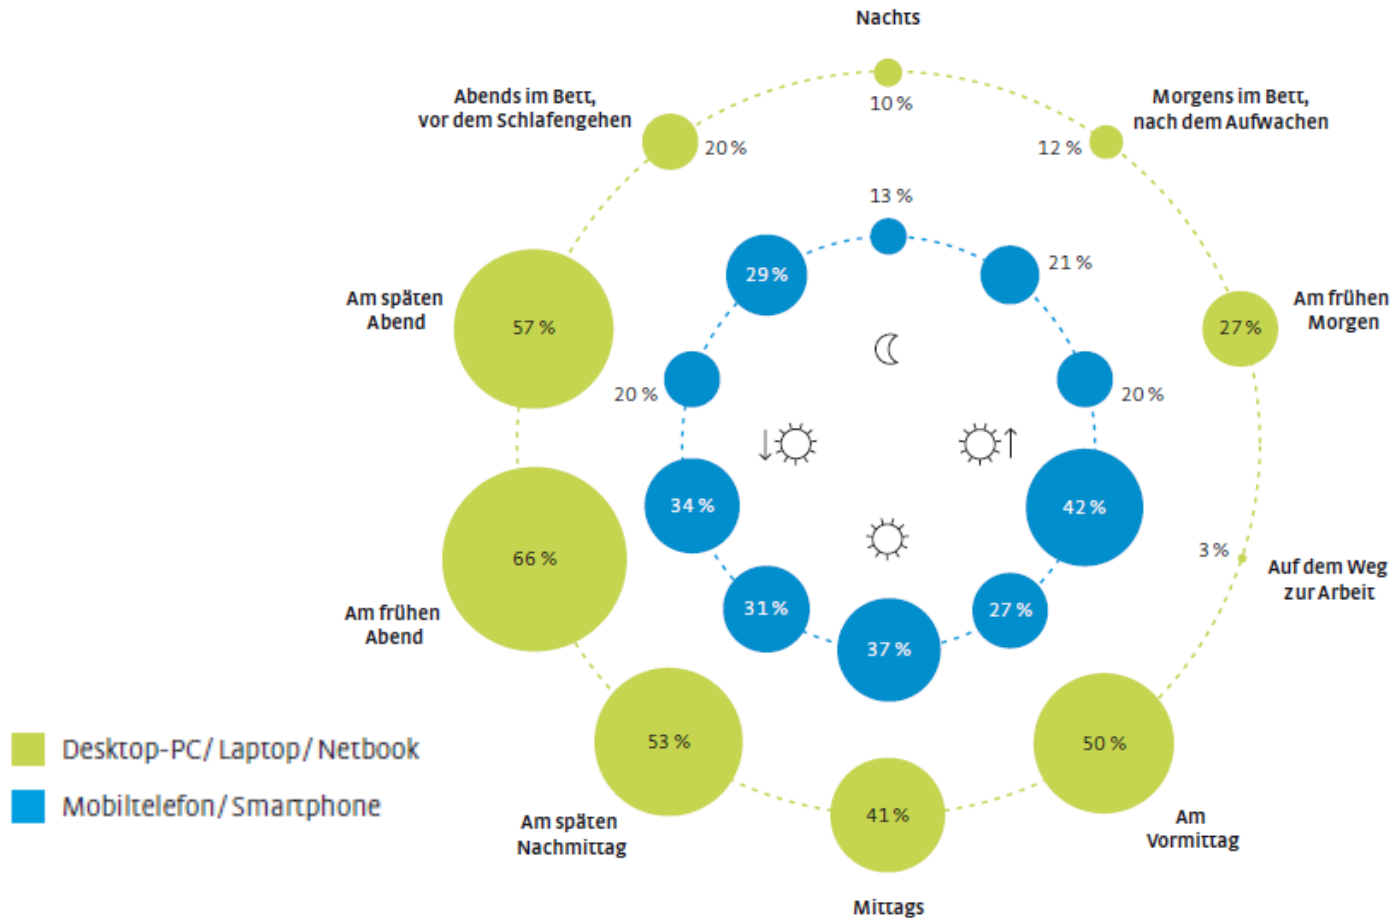 Nachts
10 %
Abends im Bett,
vor dem Schlafengehen
20 %
Morgens im Bett,
nach dem Aufwachen
12 %
13 %
29 %
21 %
Am späten
Abend
57 %
Am frühen
Morgen
27 %
20 %
20 %
34 %
42 %
66 %
Am frühen
Abend
3 %
Auf dem Weg
zur Arbeit
31 %
27 %
37 %
53 %
Am späten
Nachmittag
41 %
Mittags
50 %
Am
Vormittag
Desktop-PC / Laptop / Netbook
Mobiltelefon / Smartphone